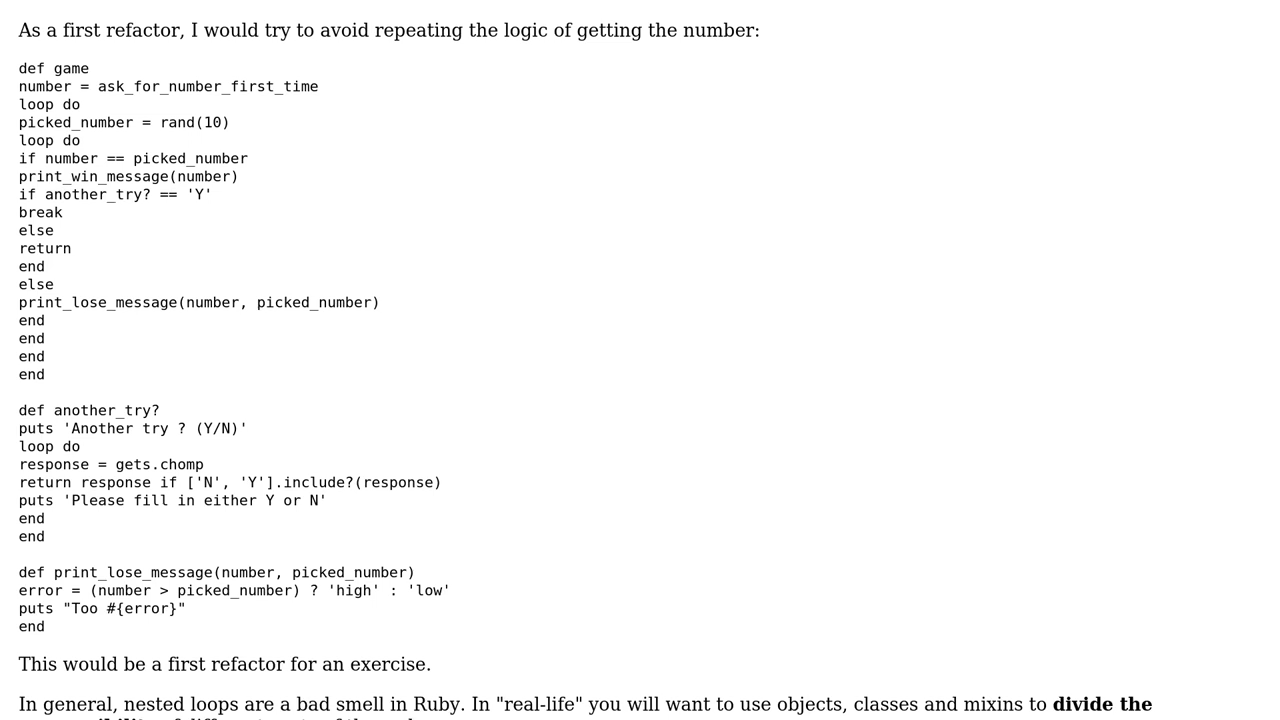 As a first refactor, I would try to avoid repeating the logic of getting the number:
def game
number = ask_for_number_first_time
loop do
picked_number = rand(10)
loop do
if number == picked_number
print_win_message(number)
if another_try? == 'Y'
break
else
return
end
else
print_lose_message(number, picked_number)
end
end
end
end
def another_try?
puts 'Another try ? (Y/N)'
loop do
response = gets.chomp
return response if ['N', 'Y'].include?(response)
puts 'Please fill in either Y or N'
end
end
def print_lose_message(number, picked_number)
error = (number > picked_number) ? 'high' : 'low'
puts "Too #{error}"
end
This would be a first refactor for an exercise.
In general, nested loops are a bad smell in Ruby. In "real-life" you will want to use objects, classes and mixins to divide the